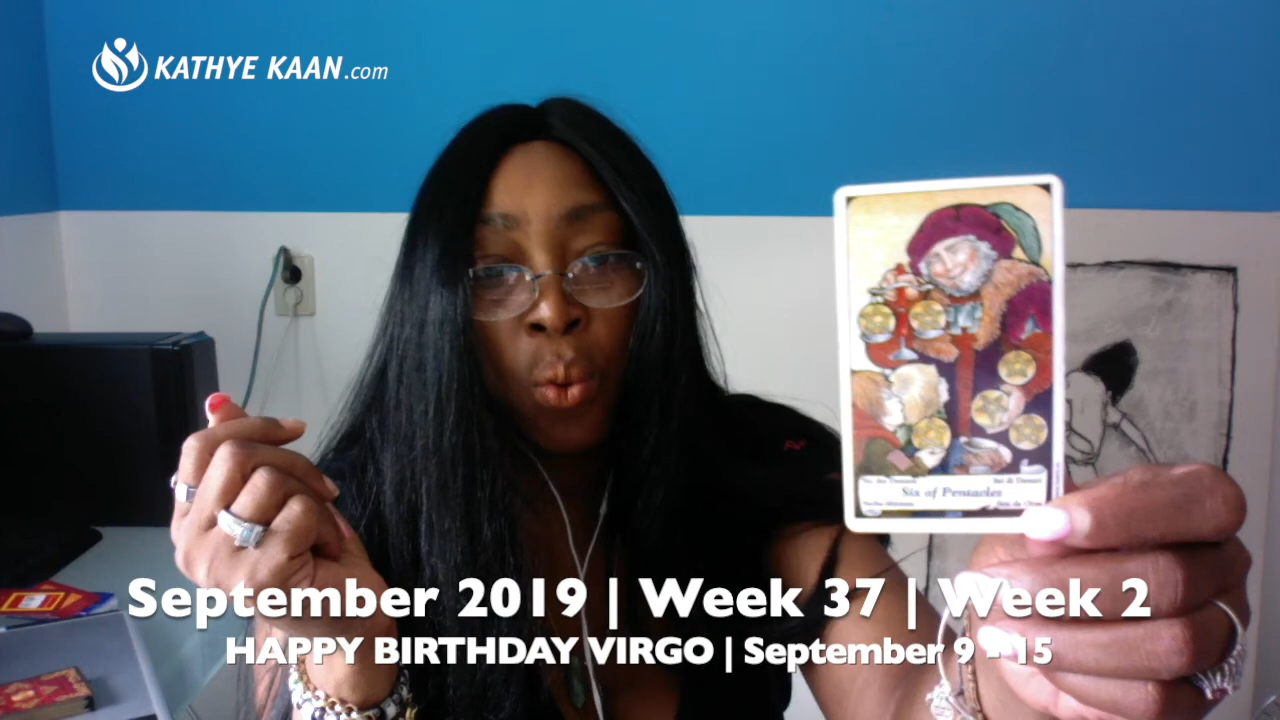 KATHYE KAAN.com
Six of Pentacles
September 2019 | Week 37 | Week 2
HAPPY BIRTHDAY VIRGO | September 9 - 15